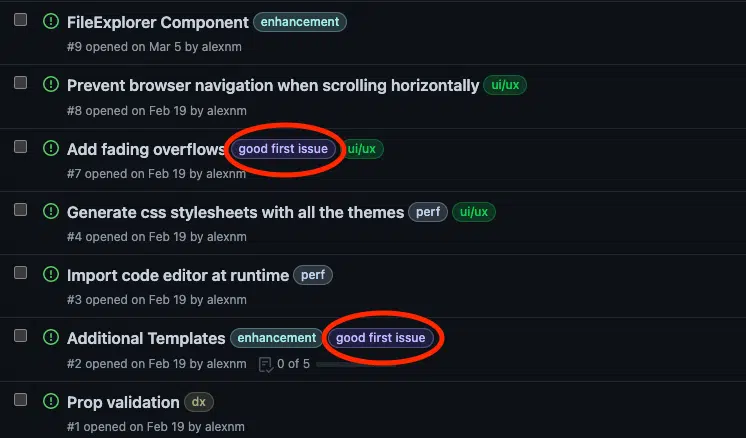 FileExplorer Component enhancement
#9 opened on Mar 5 by alexnm
Prevent browser navigation when scrolling horizontally ui/ux
#8 opened on Feb 19 by alexnm
Add fading overflows good first issue ui/ux
#7 opened on Feb 19 by alexnm
Generate css stylesheets with all the themes perf ui/ux
#4 opened on Feb 19 by alexnm
Import code editor at runtime perf
#3 opened on Feb 19 by alexnm
Additional Templates enhancement good first issue
#2 opened on Feb 19 by alexnm 0 of 5
Prop validation dx
#1 opened on Feb 19 by alexnm